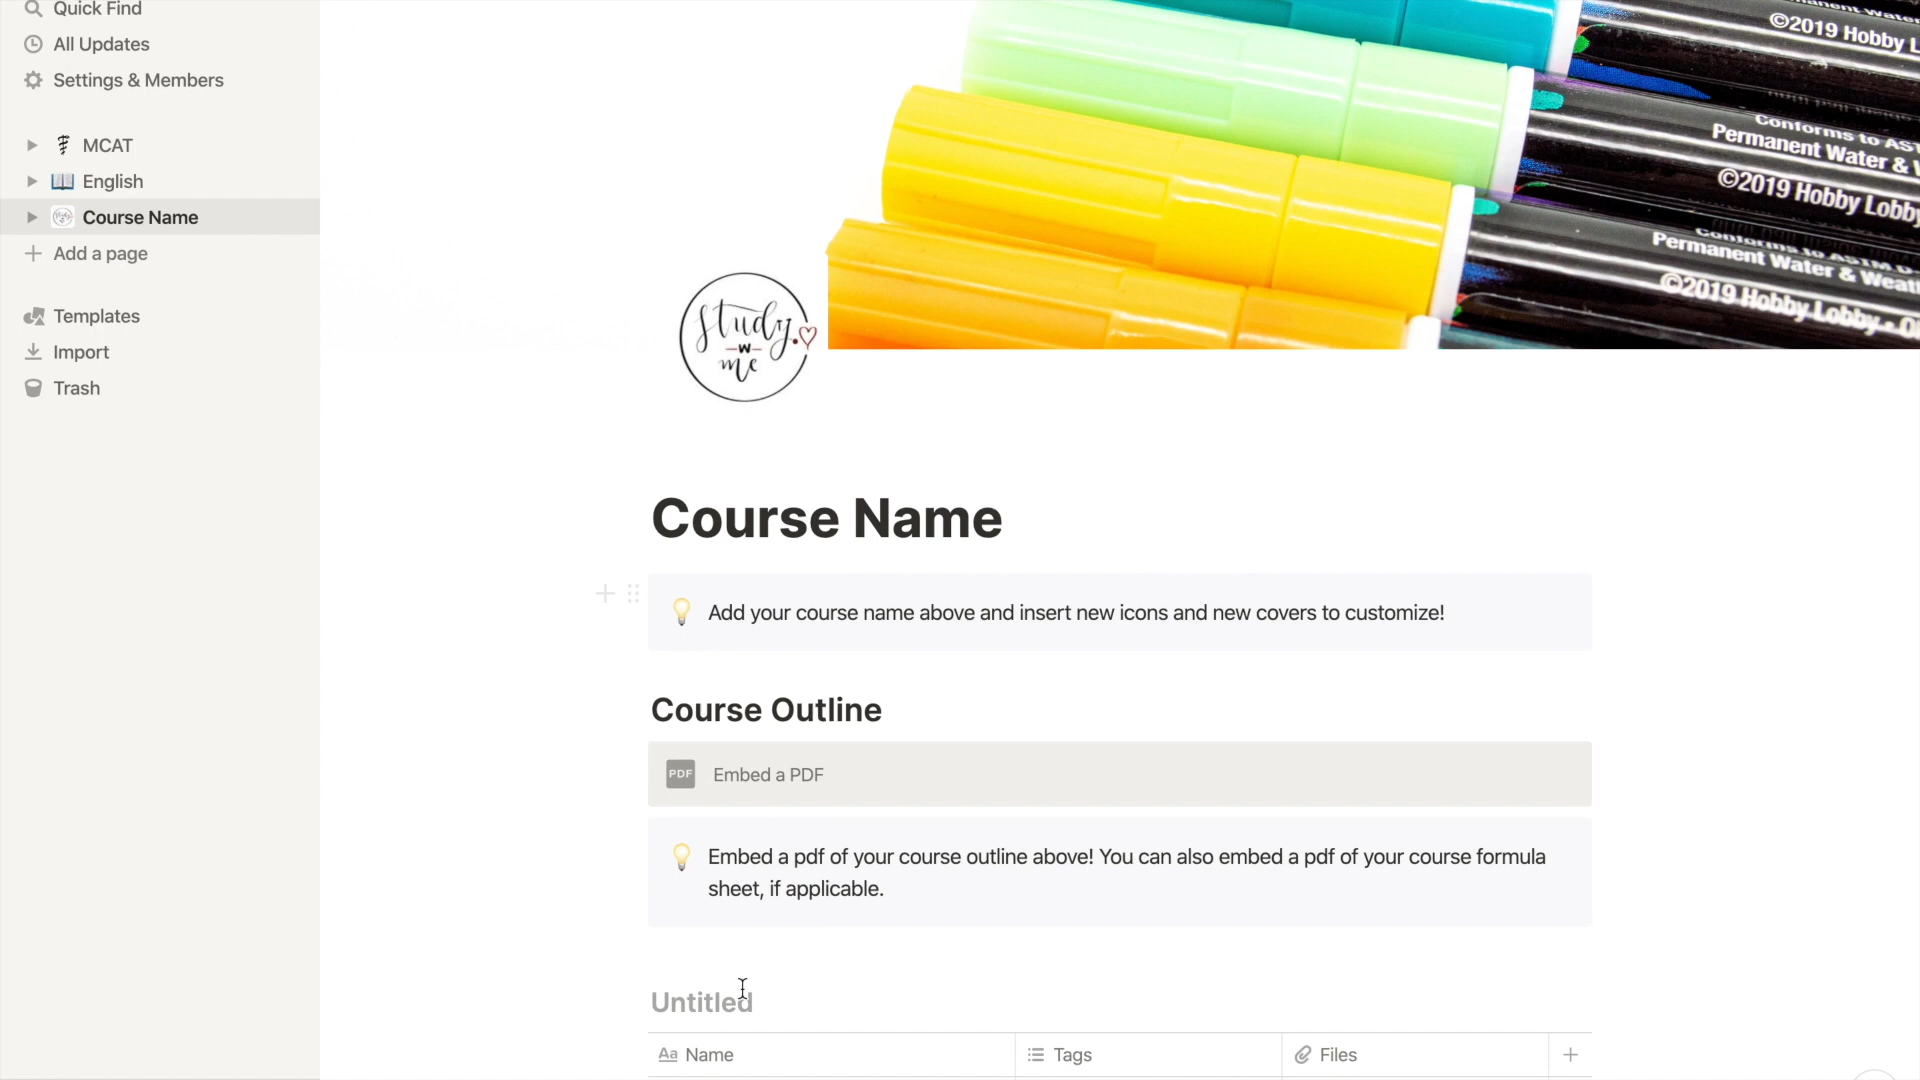 Quick Find
All Updates
Settings & Members
MCAT
English
Course Name
Add a page
Templates
Import
Trash
©2019 Hobby L
Conforms to AST
Permanent Water &
©2019 Hobby Lobby
Permanent Water & Weat
©2019 Hobby Lobby •
study
w
me
Course Name
Add your course name above and insert new icons and new covers to customize!
Course Outline
PDF
Embed a PDF
Embed a pdf of your course outline above! You can also embed a pdf of your course formula
sheet, if applicable.
Untitled
Aa Name
Tags
Files